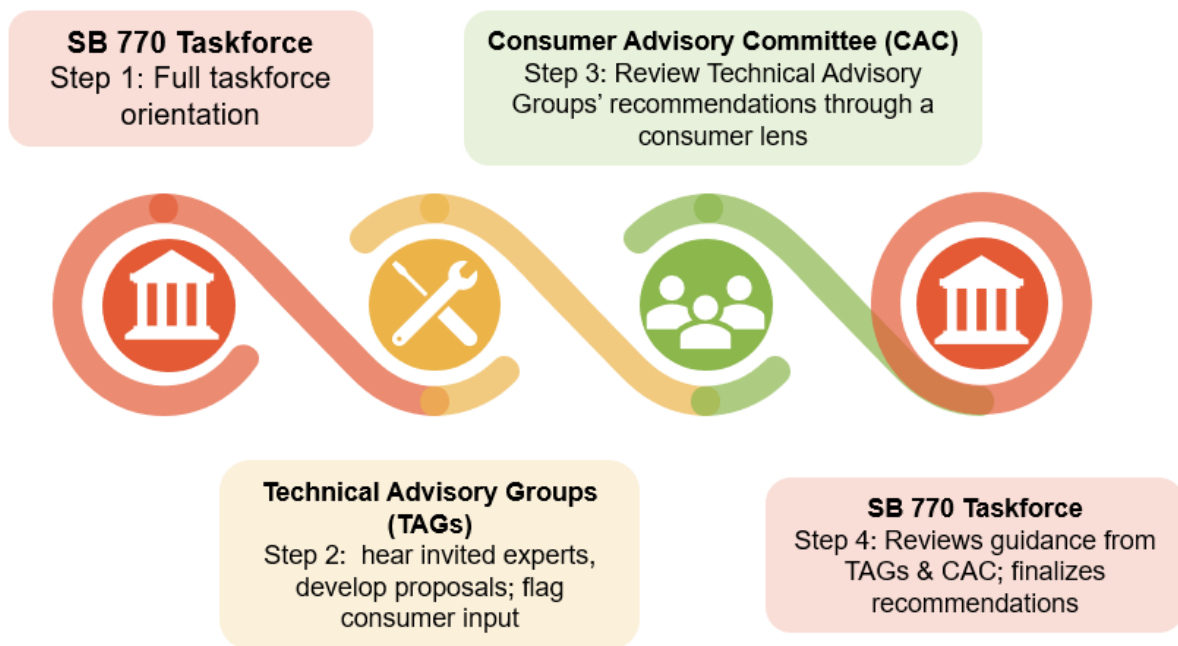 SB 770 Taskforce
Step 1: Full taskforce
orientation
Technical Advisory Groups
(TAGs)
Step 2:  hear invited experts,
develop proposals; flag
consumer input
Consumer Advisory Committee (CAC)
Step 3: Review Technical Advisory
Groups' recommendations through a
consumer lens
SB 770 Taskforce
Step 4: Reviews guidance from
TAGs & CAC; finalizes
recommendations